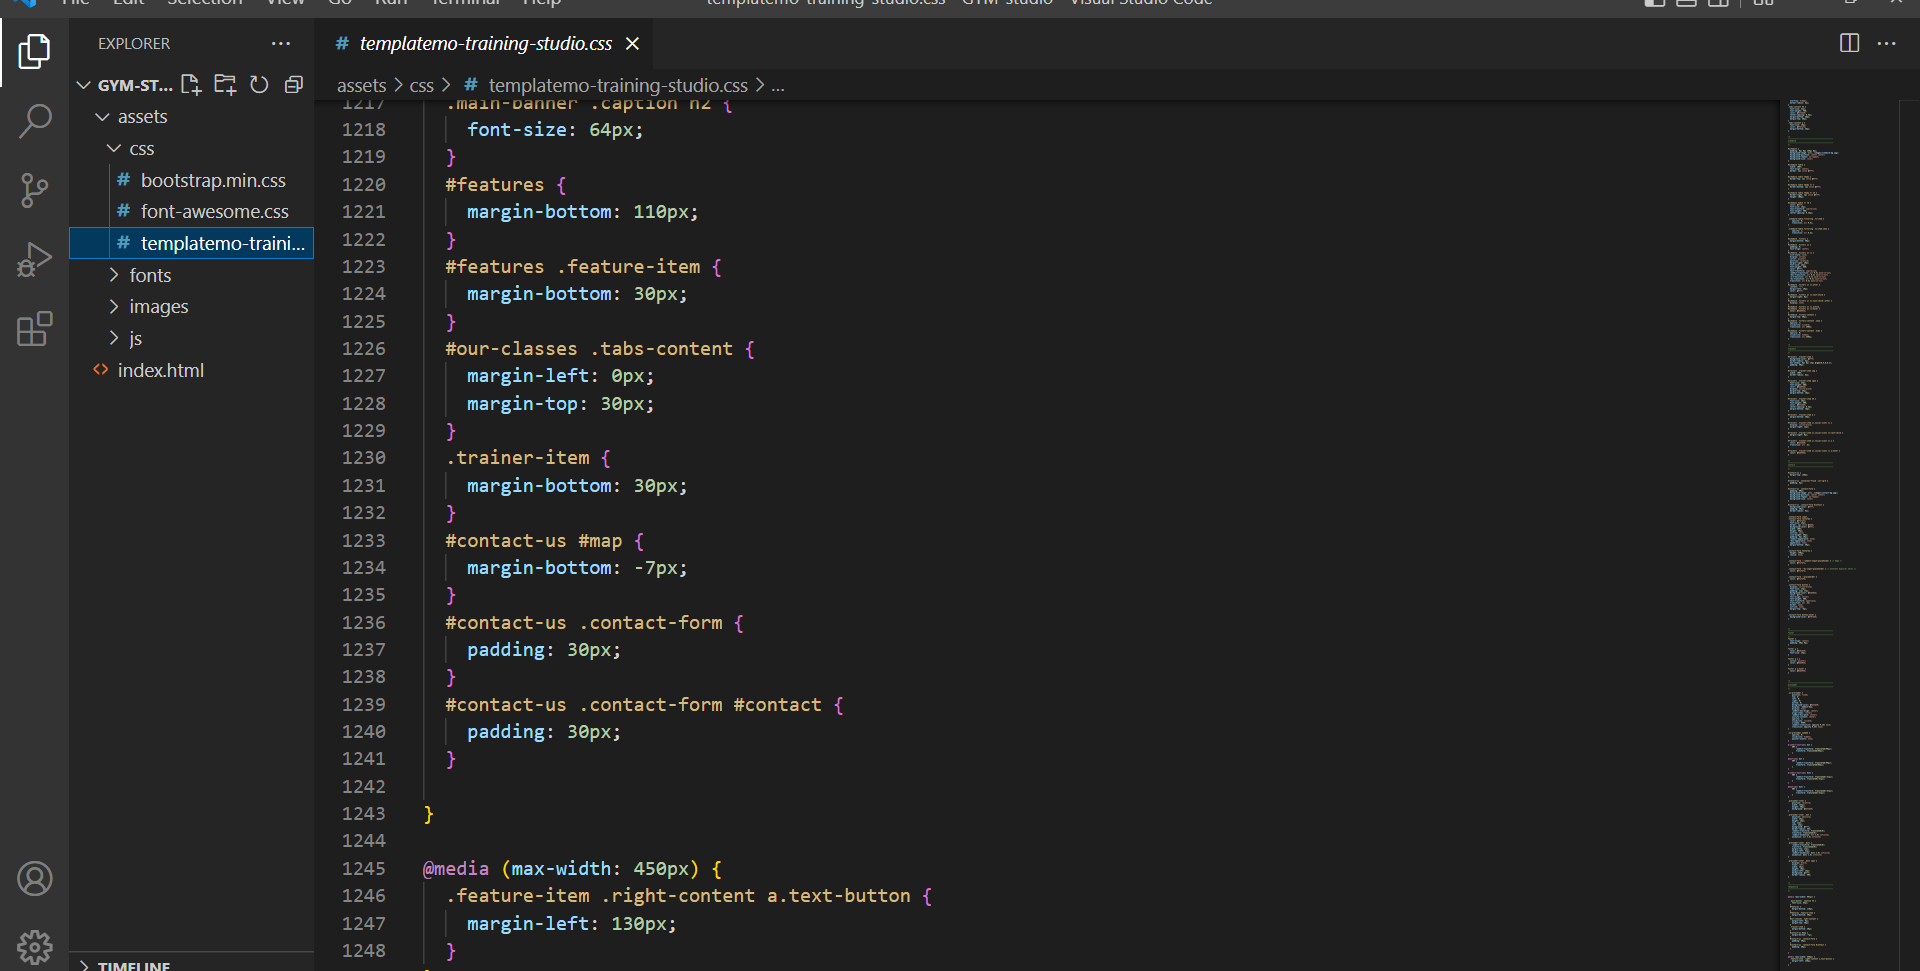 File Edit Selection View Go Run Terminal Help
templatemo-training-studio.css - GYM-studio - Visual Studio Code
EXPLORER
GYM-ST...
assets
css
# bootstrap.min.css
# font-awesome.css
# templatemo-traini...
fonts
images
js
<> index.html
TIMELINE
# templatemo-training-studio.css
assets > css > # templatemo-training-studio.css > ...
1217 .main-banner .caption h2 {
1218 font-size: 64px;
1219 }
1220 #features {
1221 margin-bottom: 110px;
1222 }
1223 #features .feature-item {
1224 margin-bottom: 30px;
1225 }
1226 #our-classes .tabs-content {
1227 margin-left: 0px;
1228 margin-top: 30px;
1229 }
1230 .trainer-item {
1231 margin-bottom: 30px;
1232 }
1233 #contact-us #map {
1234 margin-bottom: -7px;
1235 }
1236 #contact-us .contact-form {
1237 padding: 30px;
1238 }
1239 #contact-us .contact-form #contact {
1240 padding: 30px;
1241 }
1242
1243 }
1244
1245 @media (max-width: 450px) {
1246 .feature-item .right-content a.text-button {
1247 margin-left: 130px;
1248 }